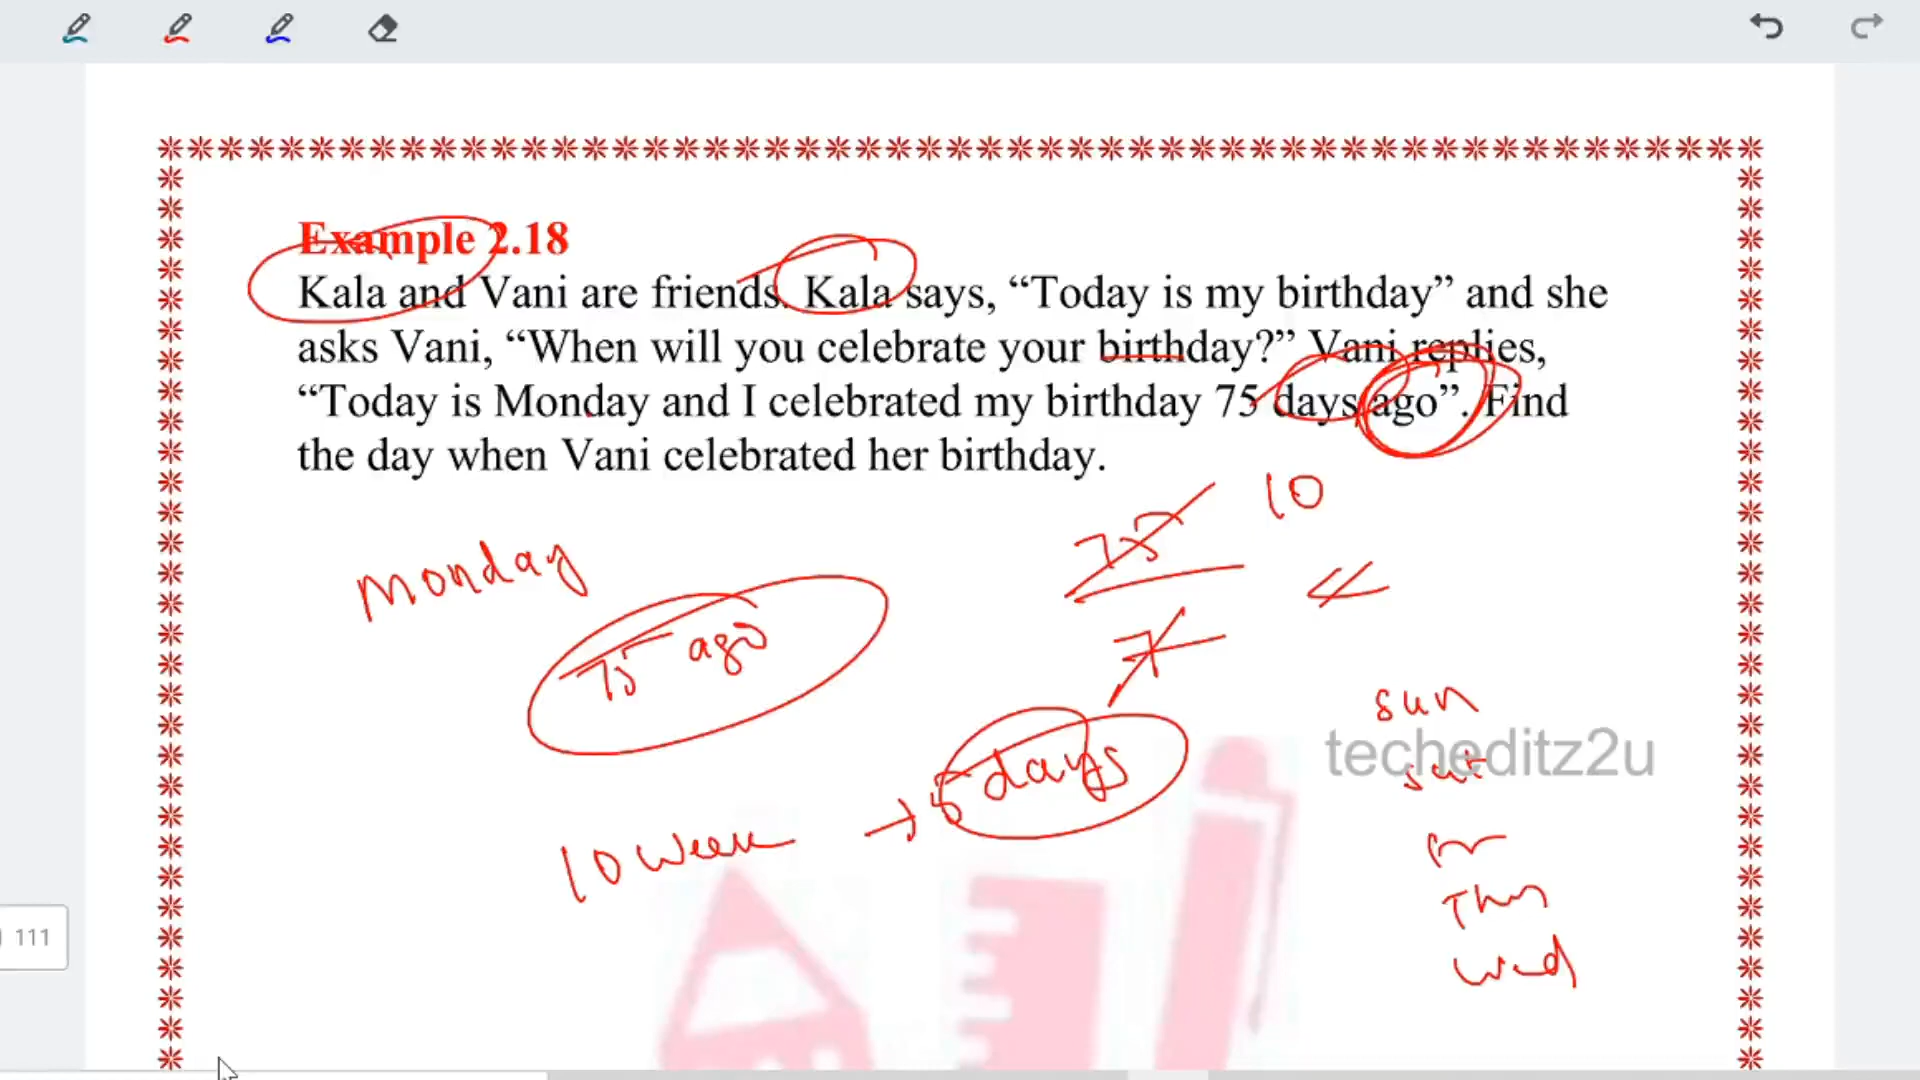 Example 2.18
Kala and Vani are friends. Kala says, “Today is my birthday” and she
asks Vani, “When will you celebrate your birthday?” Vani replies,
“Today is Monday and I celebrated my birthday 75 days ago”. Find
the day when Vani celebrated her birthday.
75 10
Monday
75 ago
7
sun
techeditz2u
sat
5 days
10 week
Fri
Thu
111
wed